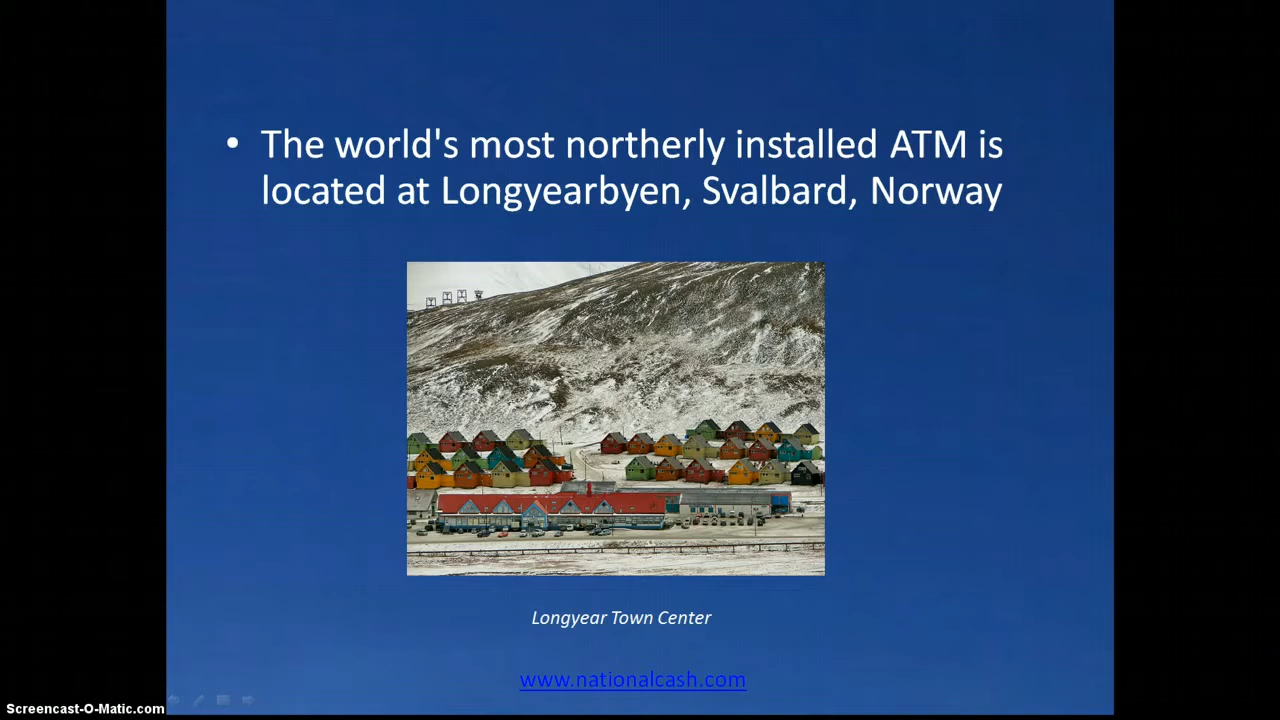 • The world's most northerly installed ATM is
located at Longyearbyen, Svalbard, Norway
Longyear Town Center
www.nationalcash.com
Screencast-O-Matic.com